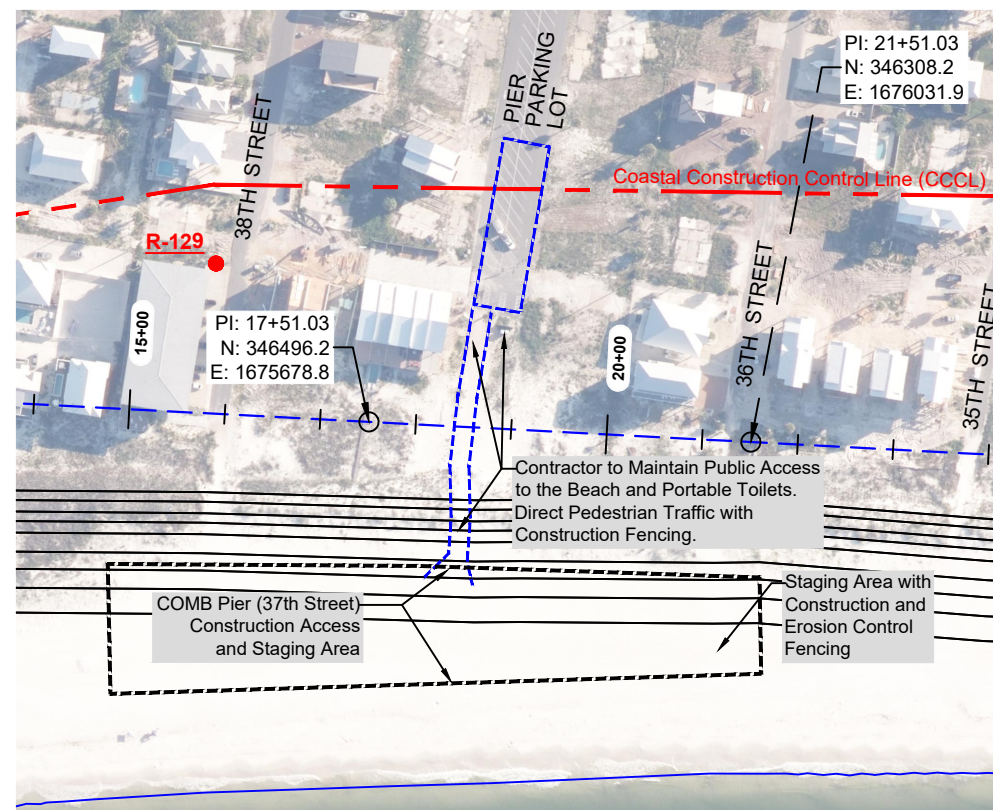 PIER
PARKING
LOT
PI: 21+51.03
N: 346308.2
E: 1676031.9
38TH STREET
Coastal Construction Control Line (CCCL)
R-129
36TH STREET
35TH STREET
15+00
PI: 17+51.03
N: 346496.2
E: 1675678.8
20+00
Contractor to Maintain Public Access
to the Beach and Portable Toilets.
Direct Pedestrian Traffic with
Construction Fencing.
COMB Pier (37th Street)
Construction Access
and Staging Area
Staging Area with
Construction and
Erosion Control
Fencing